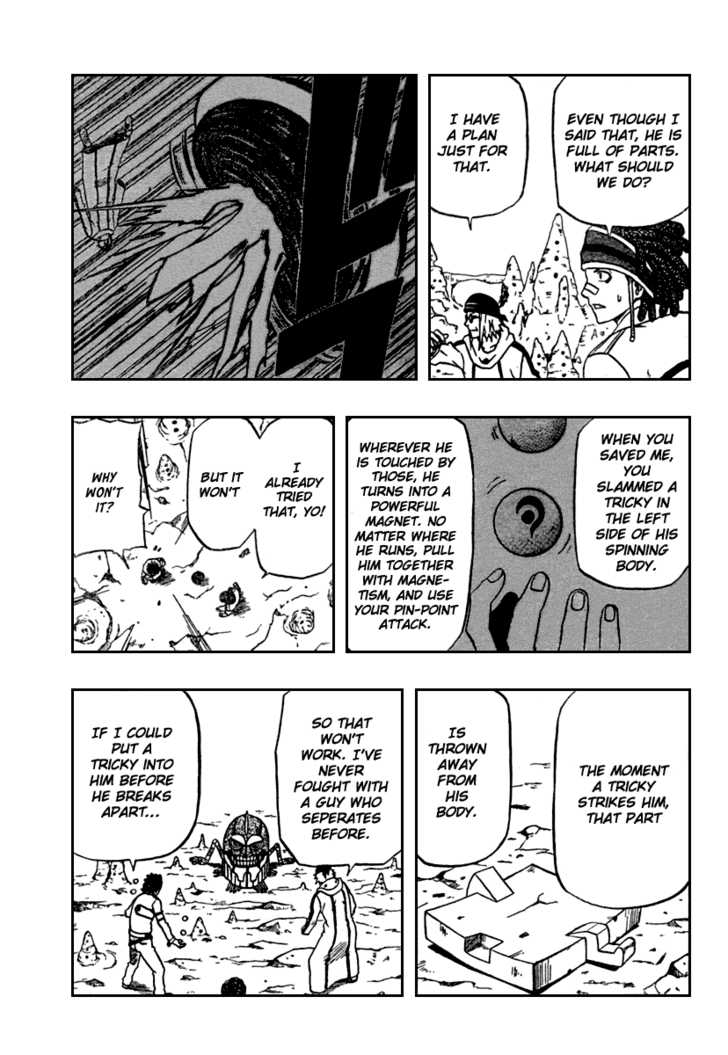 EVEN THOUGH I
SAID THAT, HE IS
FULL OF PARTS.
WHAT SHOULD
WE DO?
I HAVE
A PLAN
JUST FOR
THAT.
WHEN YOU
SAVED ME,
YOU
SLAMMED A
TRICKY IN
THE LEFT
SIDE OF HIS
SPINNING
BODY.
WHEREVER HE
IS TOUCHED BY
THOSE, HE
TURNS INTO A
POWERFUL
MAGNET. NO
MATTER WHERE
HE RUNS, PULL
HIM TOGETHER
WITH MAGNE-
TISM, AND USE
YOUR PIN-POINT
ATTACK.
I
ALREADY
TRIED
THAT, YO!
BUT IT
WON'T
WHY
WON'T
IT?
THE MOMENT
A TRICKY
STRIKES HIM,
THAT PART
IS
THROWN
AWAY
FROM
HIS
BODY.
SO THAT
WON'T
WORK. I'VE
NEVER
FOUGHT WITH
A GUY WHO
SEPERATES
BEFORE.
IF I COULD
PUT A
TRICKY INTO
HIM BEFORE
HE BREAKS
APART...